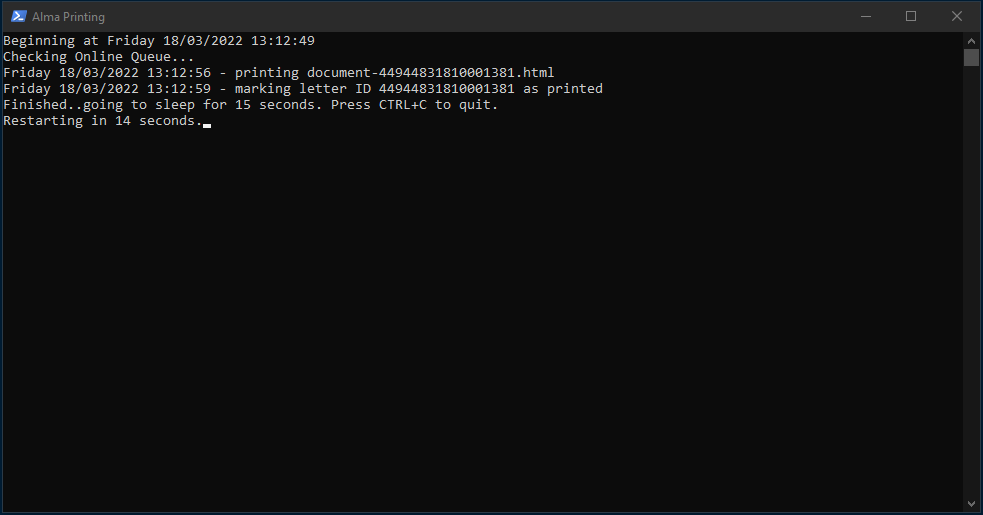 Alma Printing
Beginning at Friday 18/03/2022 13:12:49
Checking Online Queue...
Friday 18/03/2022 13:12:56 - printing document-44944831810001381.html
Friday 18/03/2022 13:12:59 - marking letter ID 44944831810001381 as printed
Finished..going to sleep for 15 seconds. Press CTRL+C to quit.
Restarting in 14 seconds.